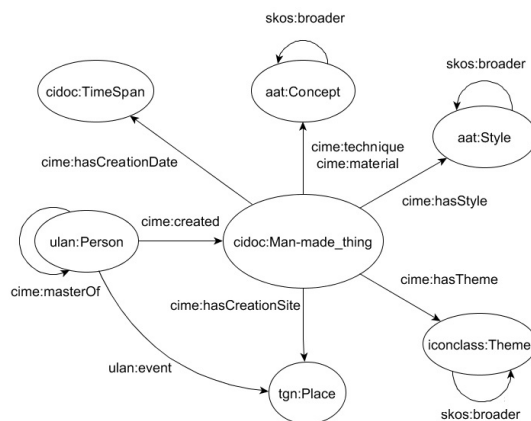 skos:broader
skos:broader
cidoc:TimeSpan
aat:Concept
aat:Style
cime:technique
cime:material
cime:hasCreationDate
cime:hasStyle
cime:created
ulan:Person
cidoc:Man-made_thing
cime:hasTheme
cime:masterOf
cime:hasCreationSite
iconclass:Theme
ulan:event
tgn:Place
skos:broader